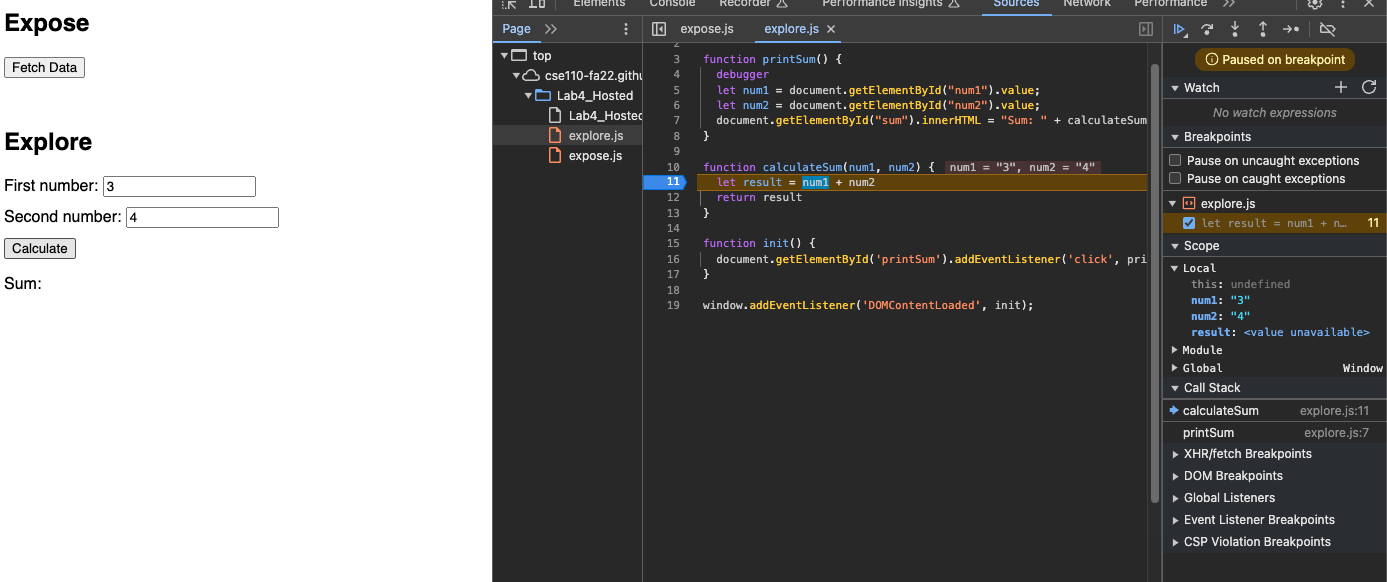 Expose
Fetch Data
Explore
First number: 3
Second number: 4
Calculate
Sum:
Elements Console Recorder Performance insights Sources Network Performance >>
Page >>
top
cse110-fa22.githu
Lab4_Hosted
Lab4_Hosted
explore.js
expose.js
expose.js explore.js ×
2
3 function printSum() {
4 debugger
5 let num1 = document.getElementById("num1").value;
6 let num2 = document.getElementById("num2").value;
7 document.getElementById("sum").innerHTML = "Sum: " + calculateSum
8 }
9
10 function calculateSum(num1, num2) { num1 = "3", num2 = "4"
11 let result = num1 + num2
12 return result
13 }
14
15 function init() {
16 document.getElementById('printSum').addEventListener('click', pri
17 }
18
19 window.addEventListener('DOMContentLoaded', init);
Paused on breakpoint
Watch
No watch expressions
Breakpoints
Pause on uncaught exceptions
Pause on caught exceptions
explore.js
let result = num1 + n… 11
Scope
Local
this: undefined
num1: "3"
num2: "4"
result: <value unavailable>
Module
Global Window
Call Stack
calculateSum explore.js:11
printSum explore.js:7
XHR/fetch Breakpoints
DOM Breakpoints
Global Listeners
Event Listener Breakpoints
CSP Violation Breakpoints